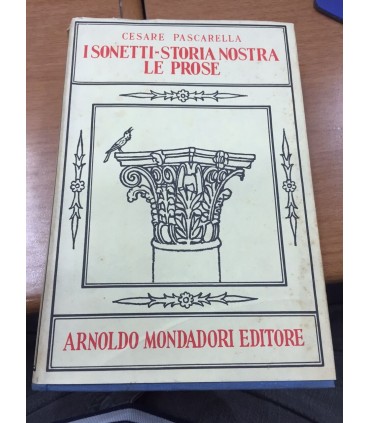 CESARE PASCARELLA
I SONETTI-STORIA NOSTRA
LE PROSE
ARNOLDO MONDADORI EDITORE